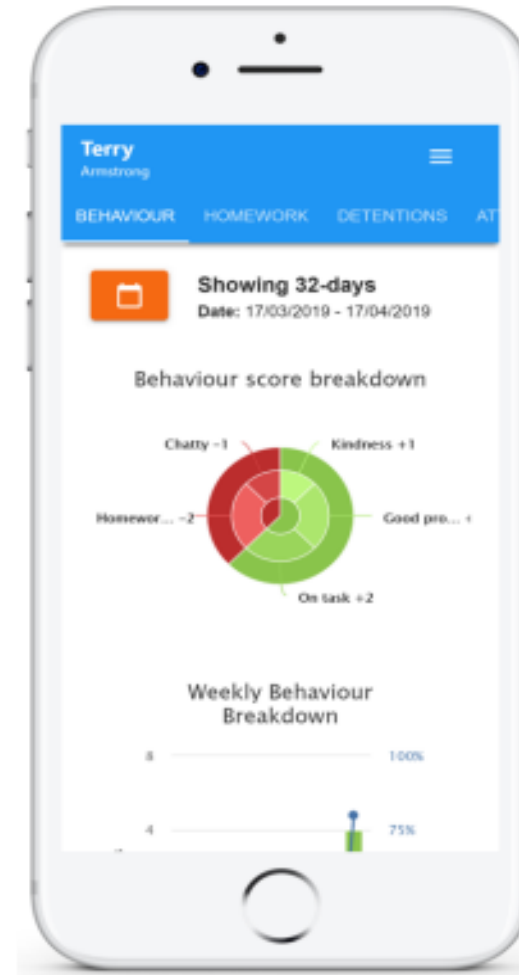 Terry
Armstrong
BEHAVIOUR HOMEWORK DETENTIONS AT
Showing 32-days
Date: 17/03/2019 - 17/04/2019
Behaviour score breakdown
Chatty -1 Kindness +1
Homewor... -2 Good pro... +
On task +2
Weekly Behaviour
Breakdown
8 100%
4 75%